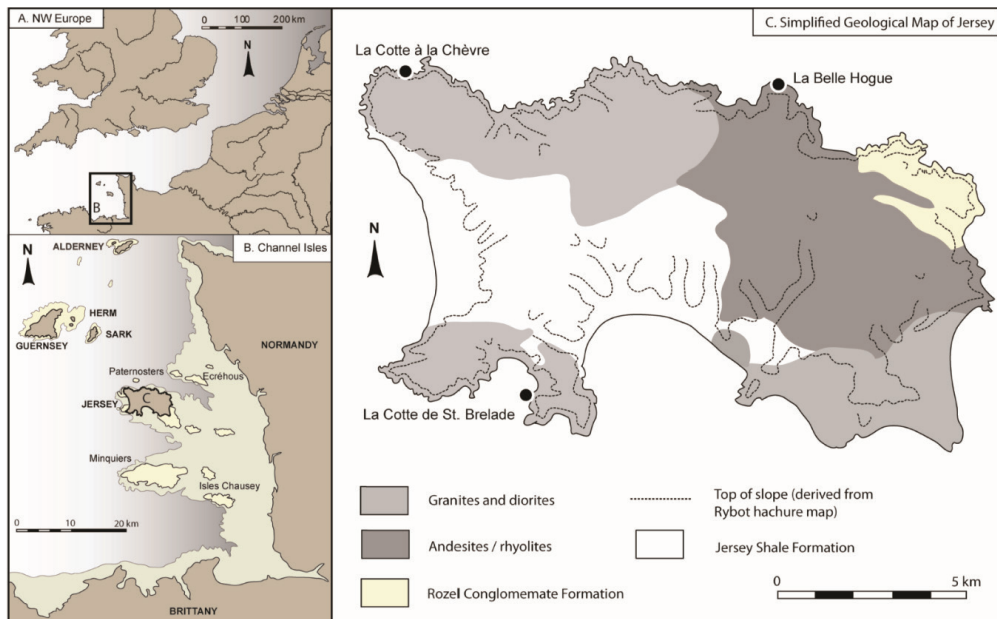 A. NW Europe
0 100 200 km
N
B
B. Channel Isles
N
ALDERNEY
HERM
SARK
GUERNSEY
NORMANDY
Paternosters
Ecréhous
JERSEY
C
Minquiers
Isles Chausey
0 10 20 km
BRITTANY
C. Simplified Geological Map of Jersey
La Cotte à la Chèvre
La Belle Hogue
N
La Cotte de St. Brelade
Granites and diorites
Andesites / rhyolites
Rozel Conglomemate Formation
Top of slope (derived from
Rybot hachure map)
Jersey Shale Formation
0 5 km